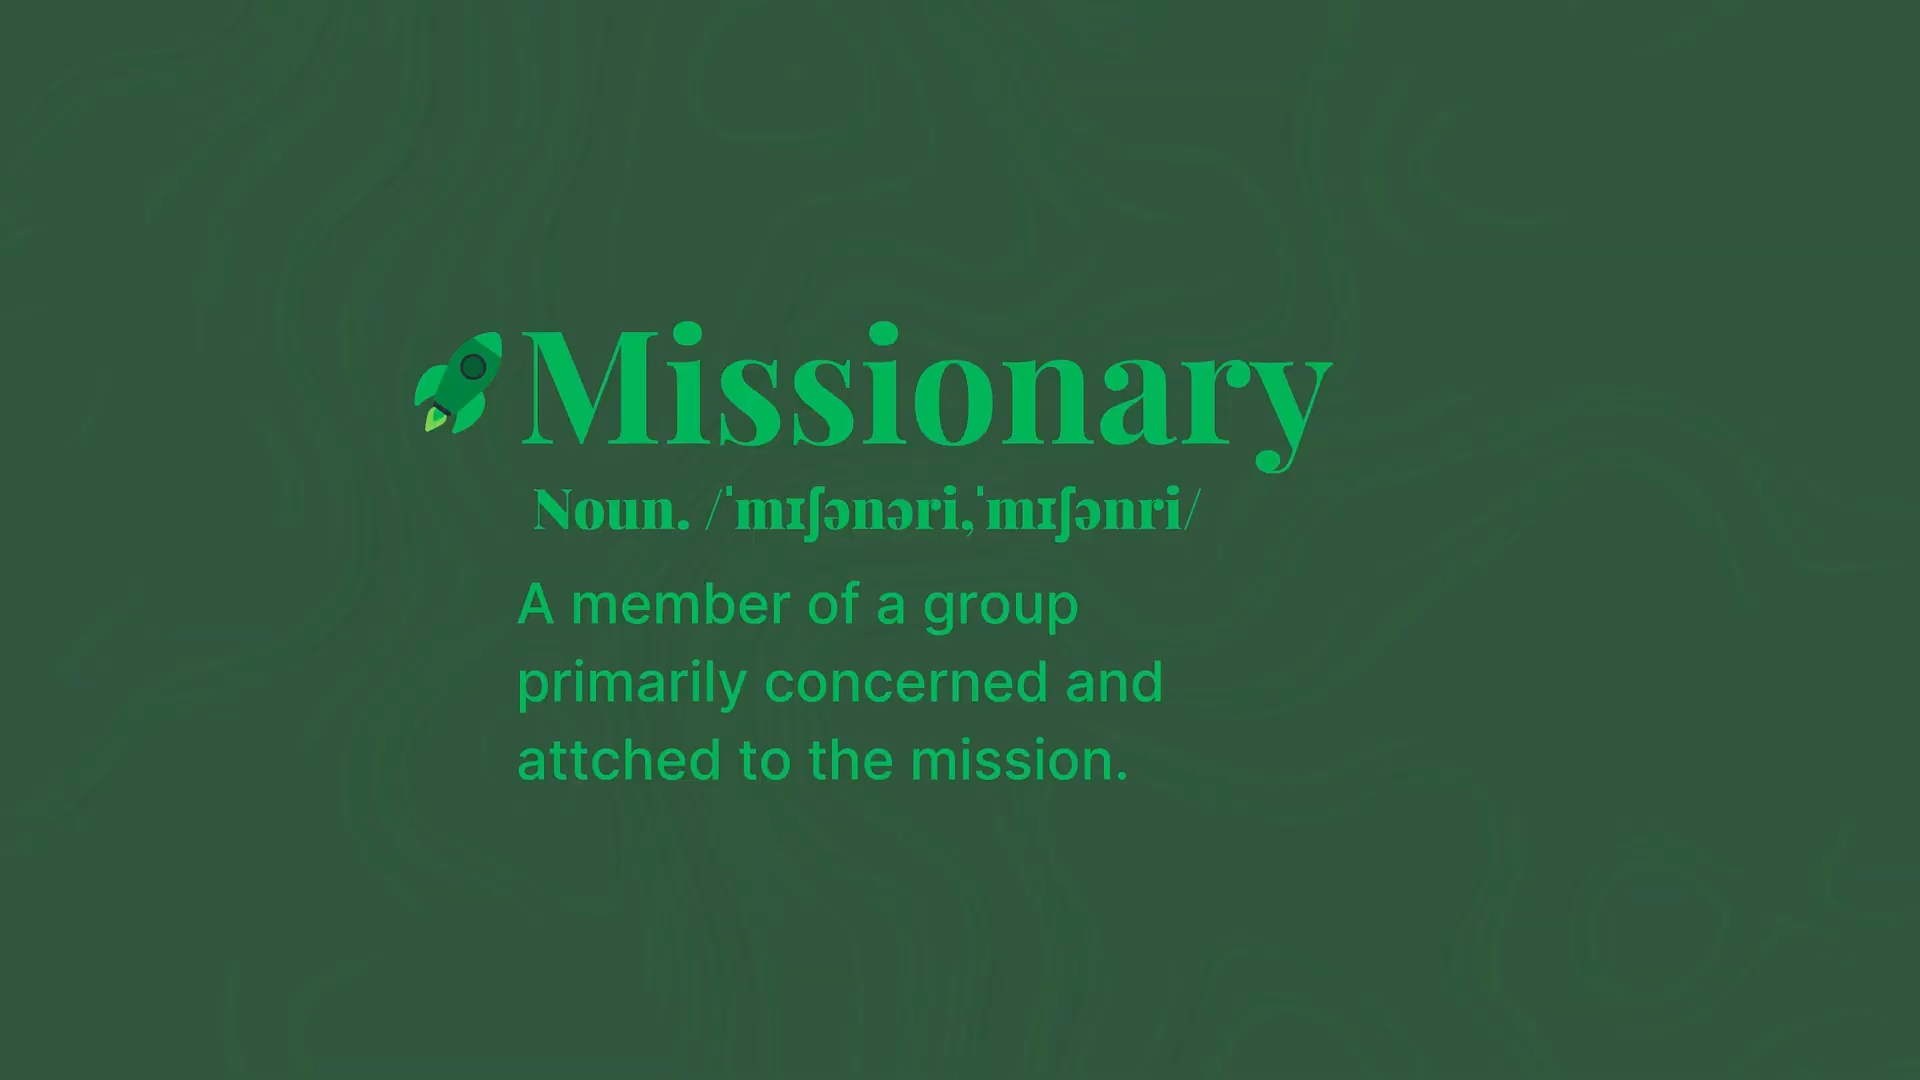 Missionary
Noun. /ˈmɪʃənəri,ˈmɪʃənri/
A member of a group
primarily concerned and
attched to the mission.